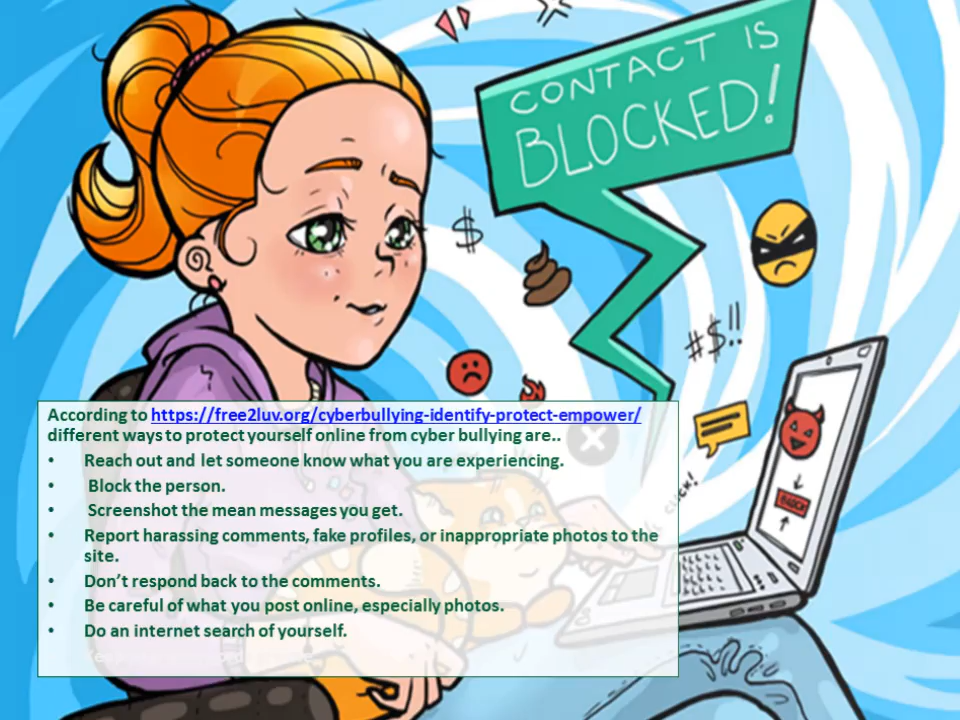 CONTACT IS
BLOCKED!
$
#$!!
According to https://free2luv.org/cyberbullying-identify-protect-empower/
different ways to protect yourself online from cyber bullying are..
• Reach out and let someone know what you are experiencing.
• Block the person.
• Screenshot the mean messages you get.
• Report harassing comments, fake profiles, or inappropriate photos to the
site.
• Don’t respond back to the comments.
• Be careful of what you post online, especially photos.
• Do an internet search of yourself.
click!
BLOCK